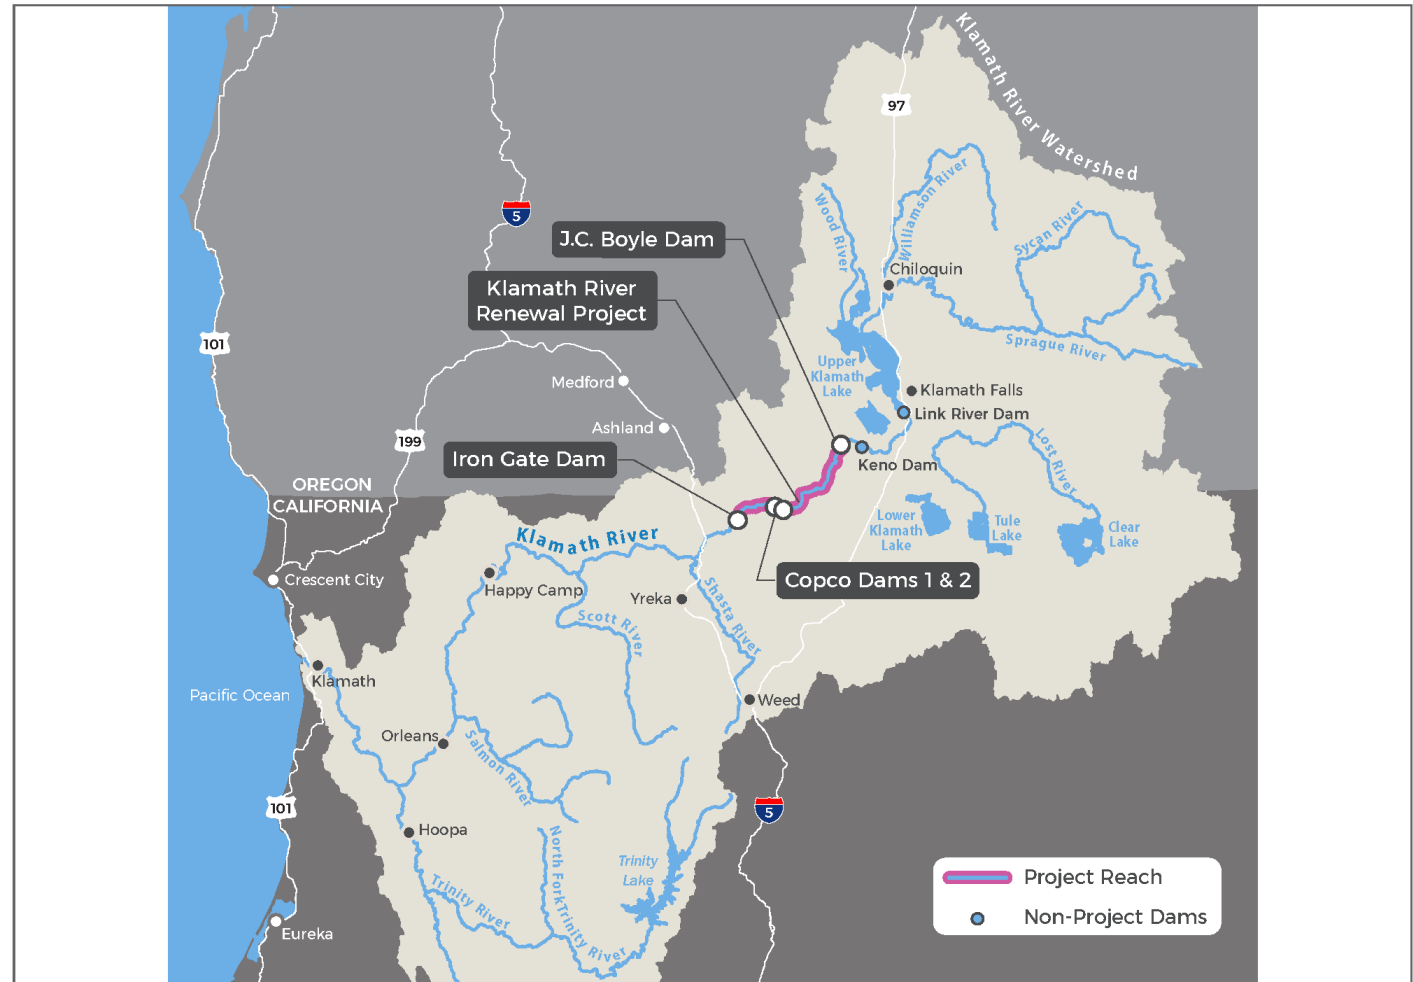 Klamath River Watershed
97
Williamson River
Wood River
Sycan River
5
J.C. Boyle Dam
Chiloquin
Klamath River
Renewal Project
101
Sprague River
Upper
Klamath
Lake
Medford
Klamath Falls
Link River Dam
Ashland
199
Lost River
Iron Gate Dam
Keno Dam
OREGON
CALIFORNIA
Lower
Klamath
Lake
Tule
Lake
Clear
Lake
Klamath River
Crescent City
Happy Camp
Copco Dams 1 & 2
Yreka
Shasta River
Scott River
Klamath
Pacific Ocean
Weed
Orleans
Salmon River
101
5
Hoopa
North Fork Trinity River
Trinity
Lake
Trinity River
Eureka
Project Reach
Non-Project Dams